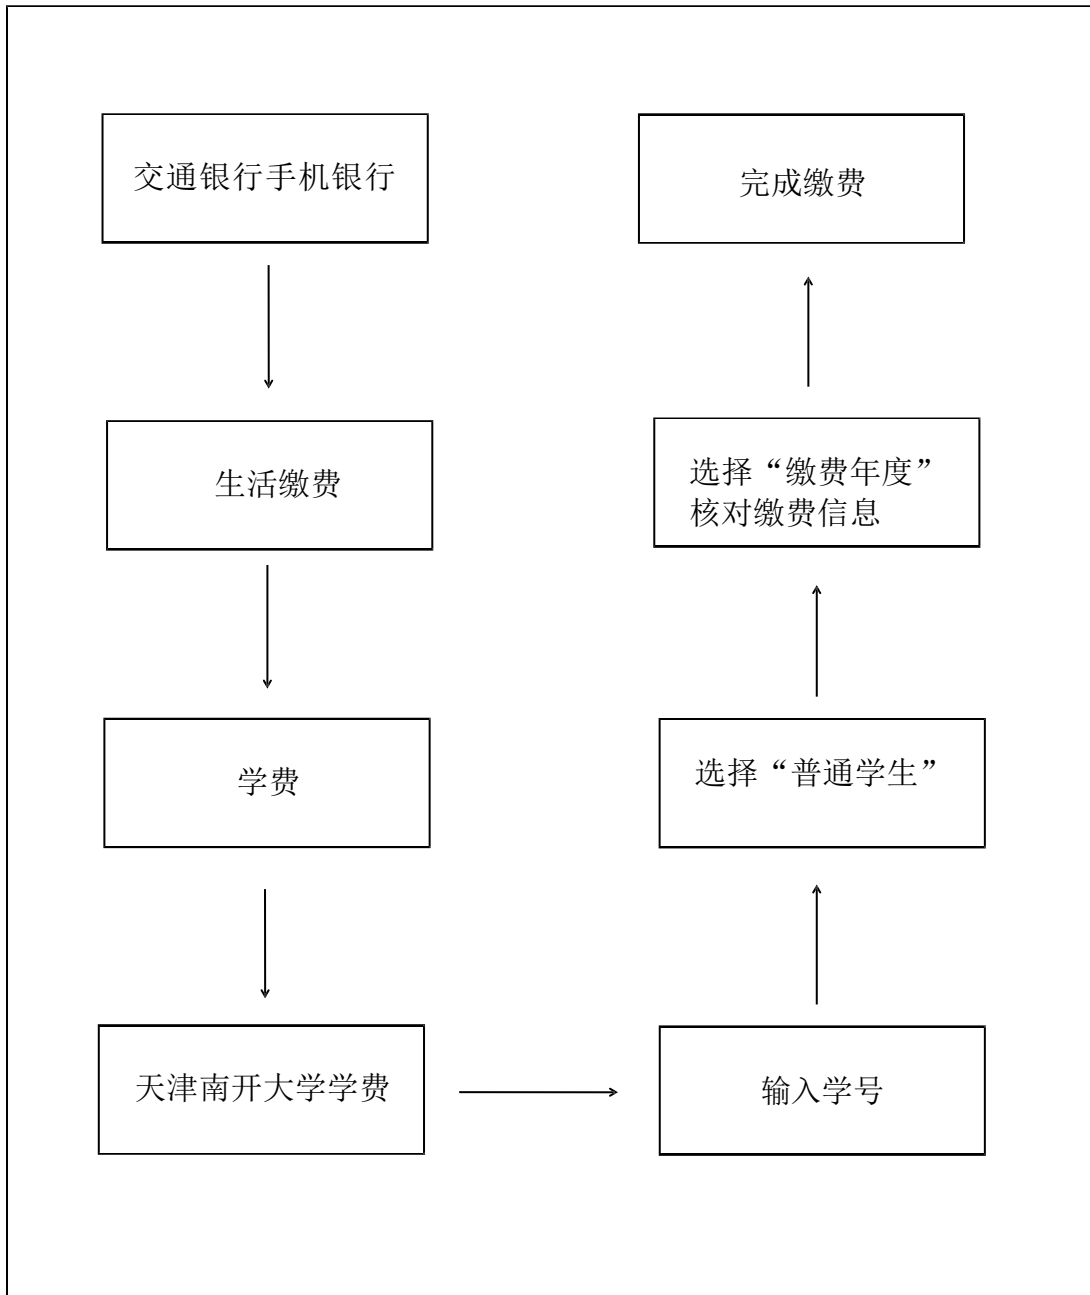 交通银行手机银行
生活缴费
学费
天津南开大学学费
输入学号
选择“普通学生”
选择“缴费年度”
核对缴费信息
完成缴费